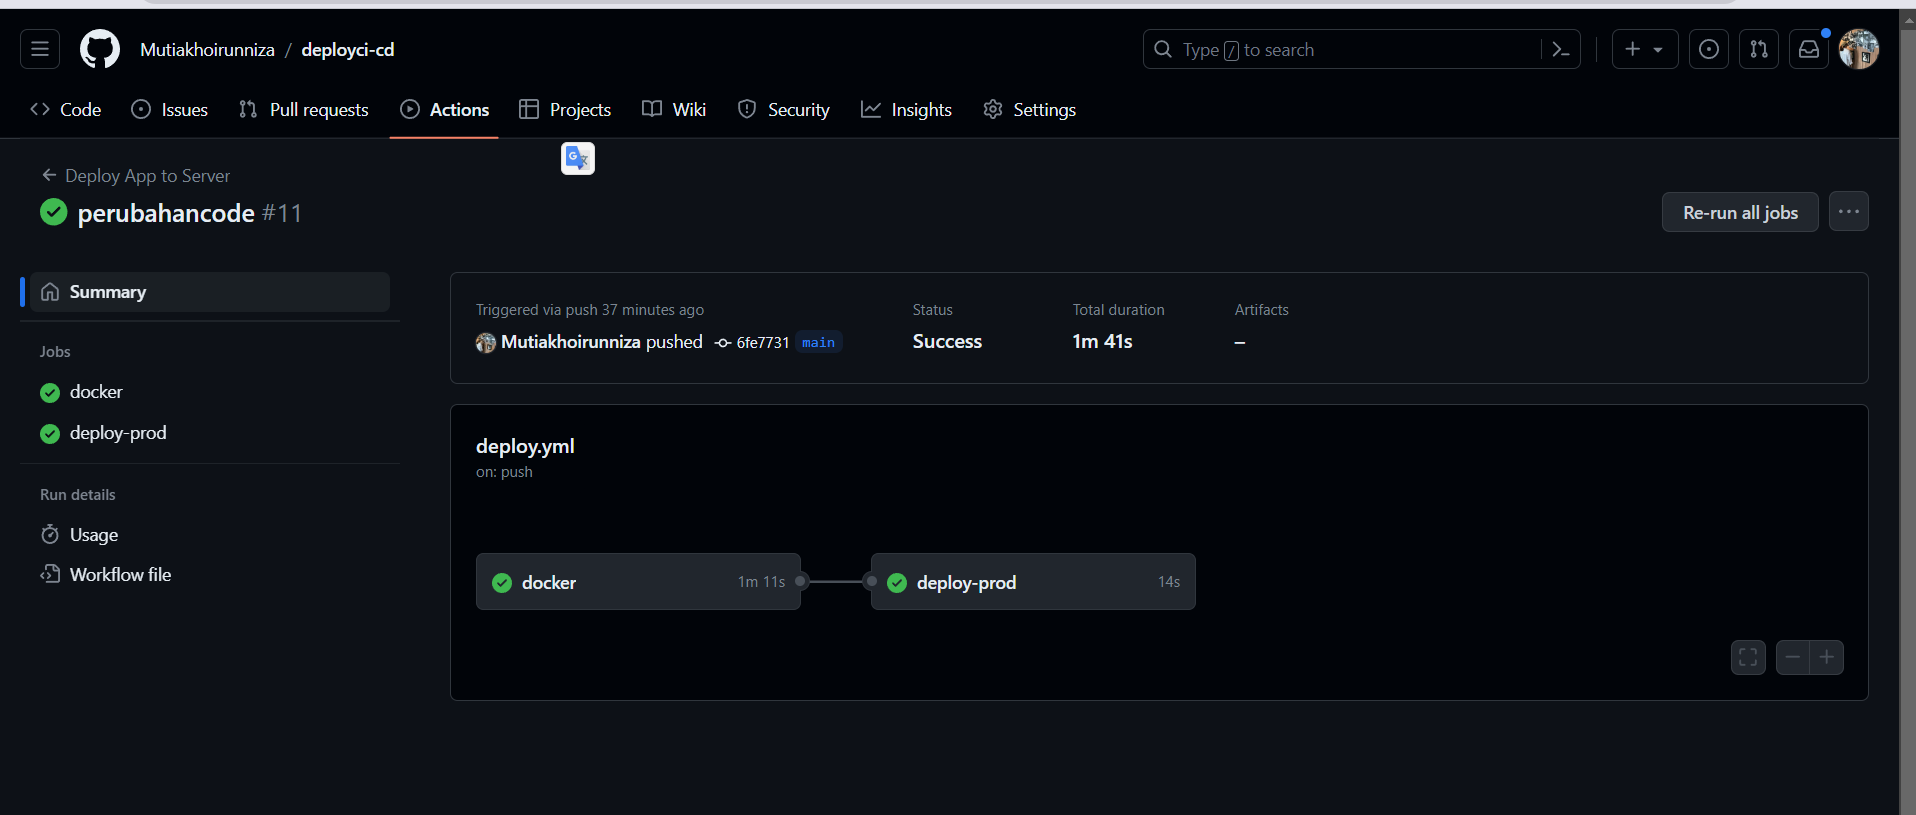 Mutiakhoirunniza / deployci-cd
Type / to search
Code Issues Pull requests Actions Projects Wiki Security Insights Settings
Deploy App to Server
perubahancode #11
Re-run all jobs
Summary
Jobs
docker
deploy-prod
Run details
Usage
Workflow file
Triggered via push 37 minutes ago
Mutiakhoirunniza pushed 6fe7731 main
Status
Success
Total duration
1m 41s
Artifacts
–
deploy.yml
on: push
docker 1m 11s
deploy-prod 14s